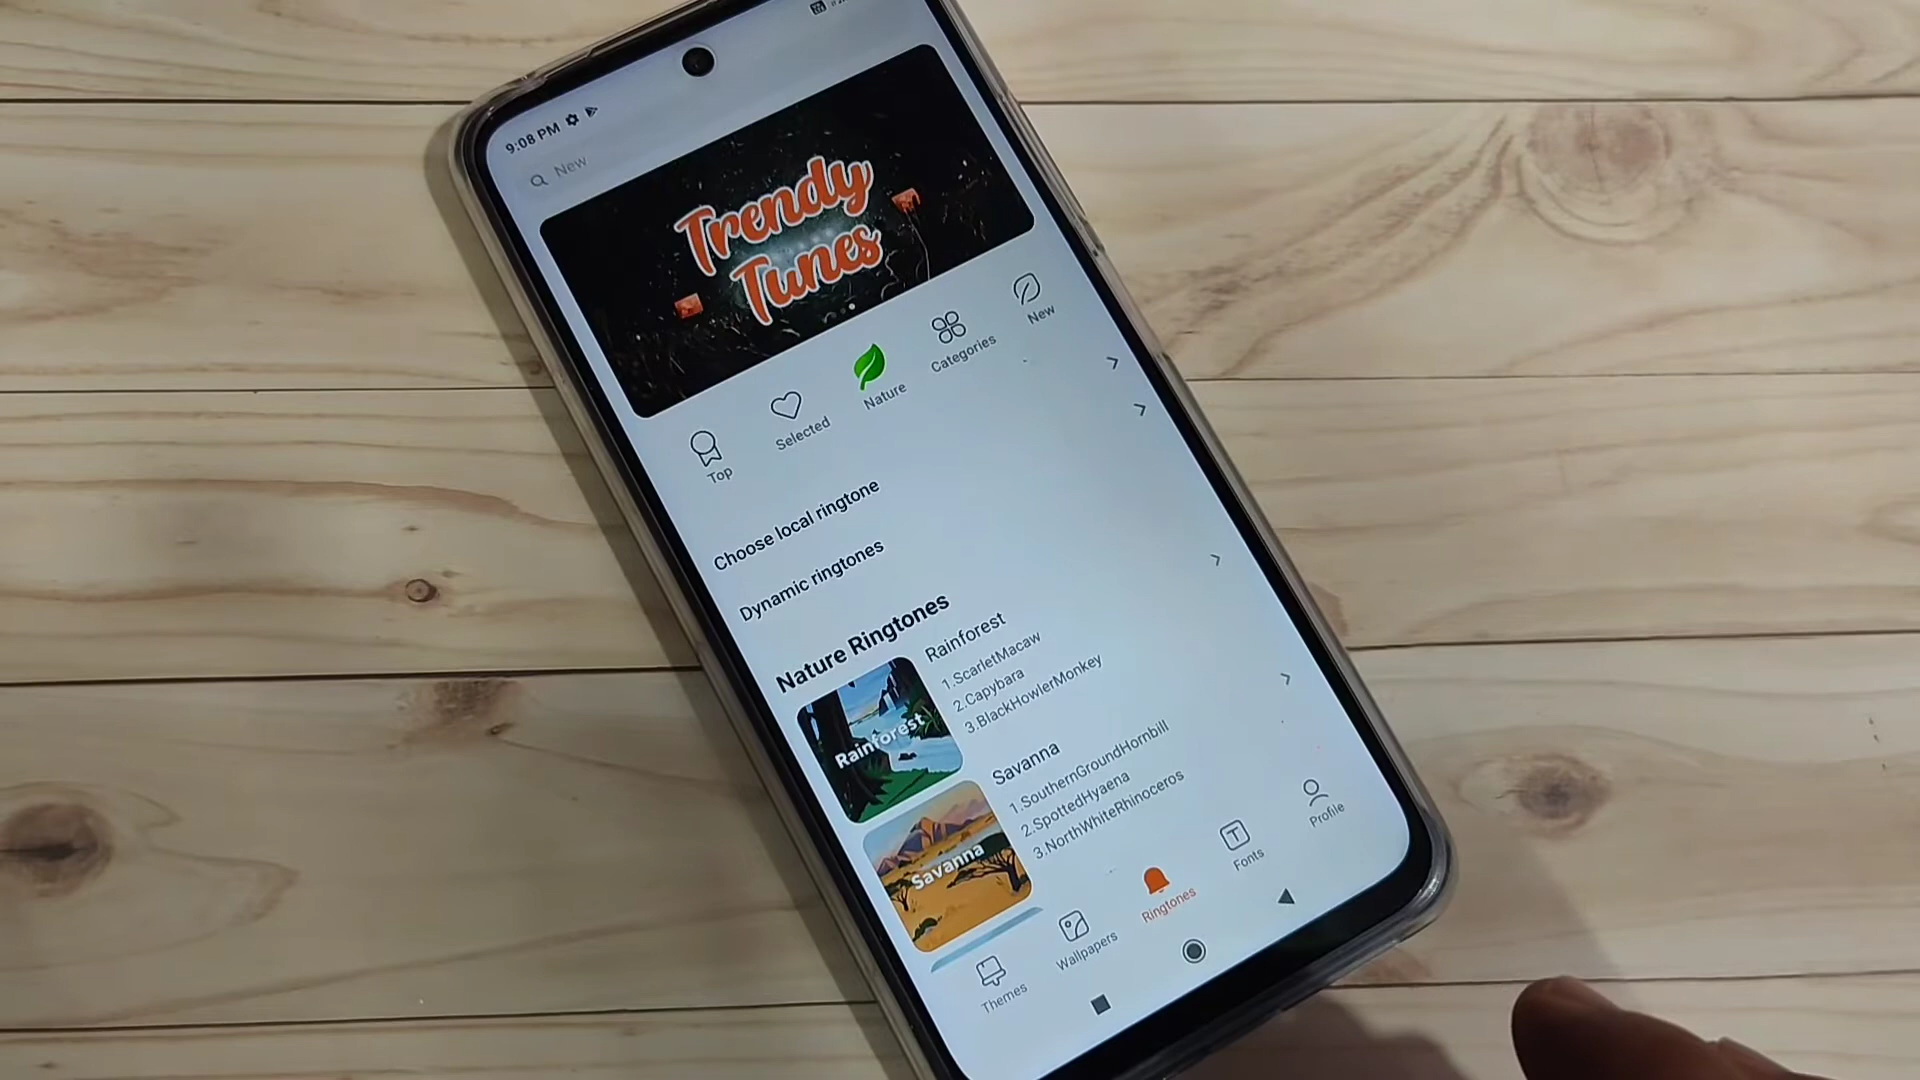 9:08 PM
New
Trendy
Tunes
Top
Selected
Nature
Categories
New
Choose local ringtone
Dynamic ringtones
Nature Ringtones
Rainforest
Rainforest
1.ScarletMacaw
2.Capybara
3.BlackHowlerMonkey
Savanna
Savanna
1.SouthernGroundHornbill
2.SpottedHyaena
3.NorthWhiteRhinoceros
Themes
Wallpapers
Ringtones
Fonts
Profile